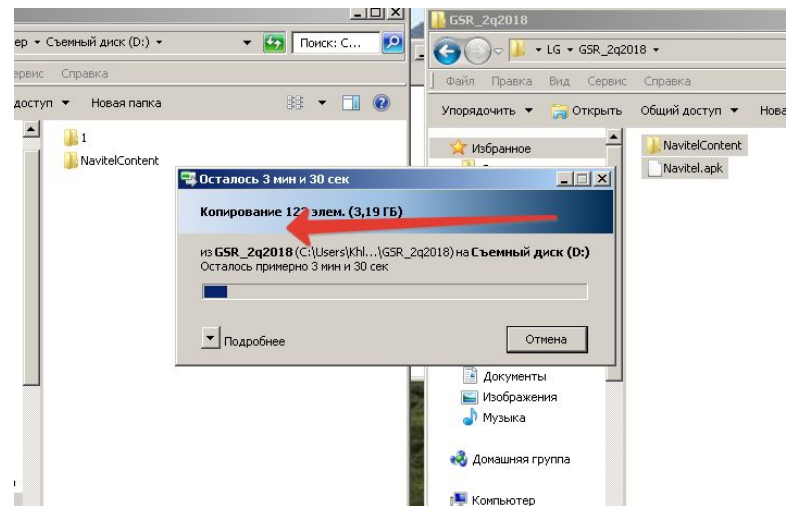 ер ▾ Съемный диск (D:) ▾
Поиск: С...
ервис Справка
доступ ▾ Новая папка
1
NavitelContent
GSR_2q2018
▾ LG ▾ GSR_2q2018 ▾
Файл Правка Вид Сервис Справка
Упорядочить ▾ Открыть Общий доступ ▾ Нова
Избранное
NavitelContent
Navitel.apk
Осталось 3 мин и 30 сек
Копирование 122 элем. (3,19 ГБ)
из GSR_2q2018 (C:\Users\Khl...\GSR_2q2018) на Съемный диск (D:)
Осталось примерно 3 мин и 30 сек
Подробнее
Отмена
Документы
Изображения
Музыка
Домашняя группа
Компьютер